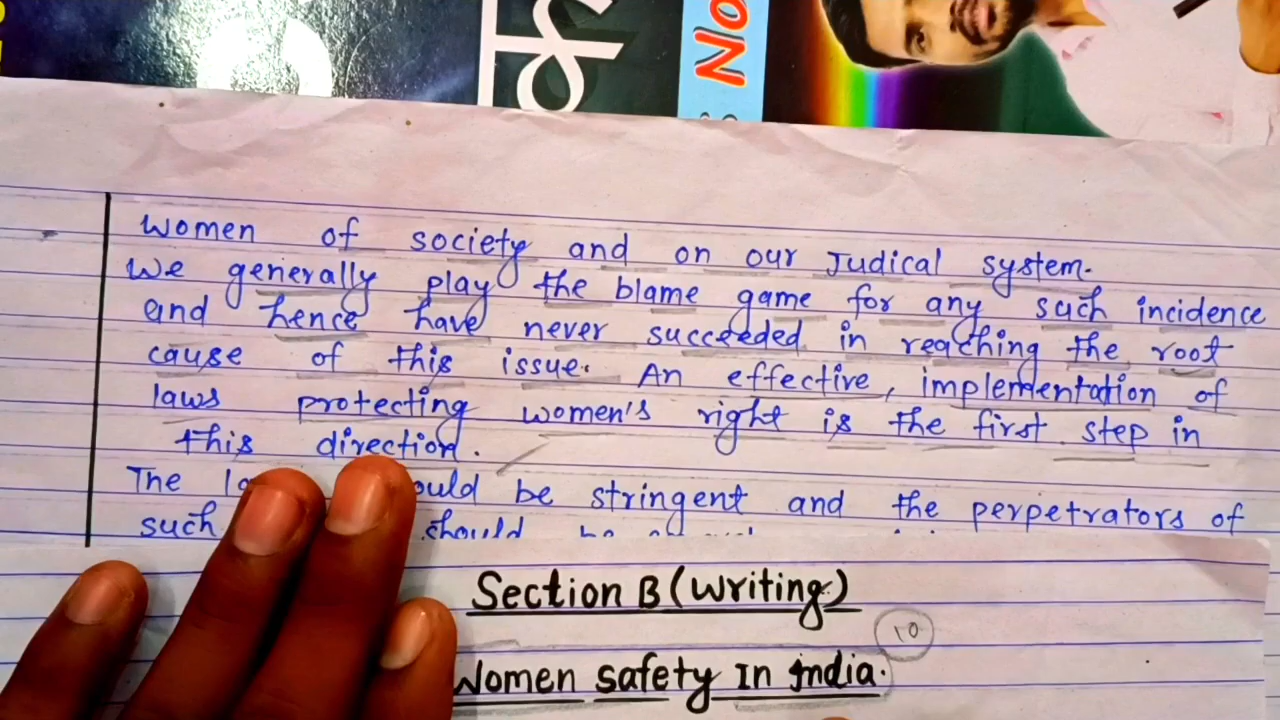 क
No
women of society and on our Judical system.
We generally play the blame game for any such incidence
and hence have never succeeded in reaching the root
cause of this issue. An effective, implementation of
laws protecting women's right is the first step in
this direction.
The be stringent and the perpetrators of
such should be
Section B (Writing)
10
Women safety In India.